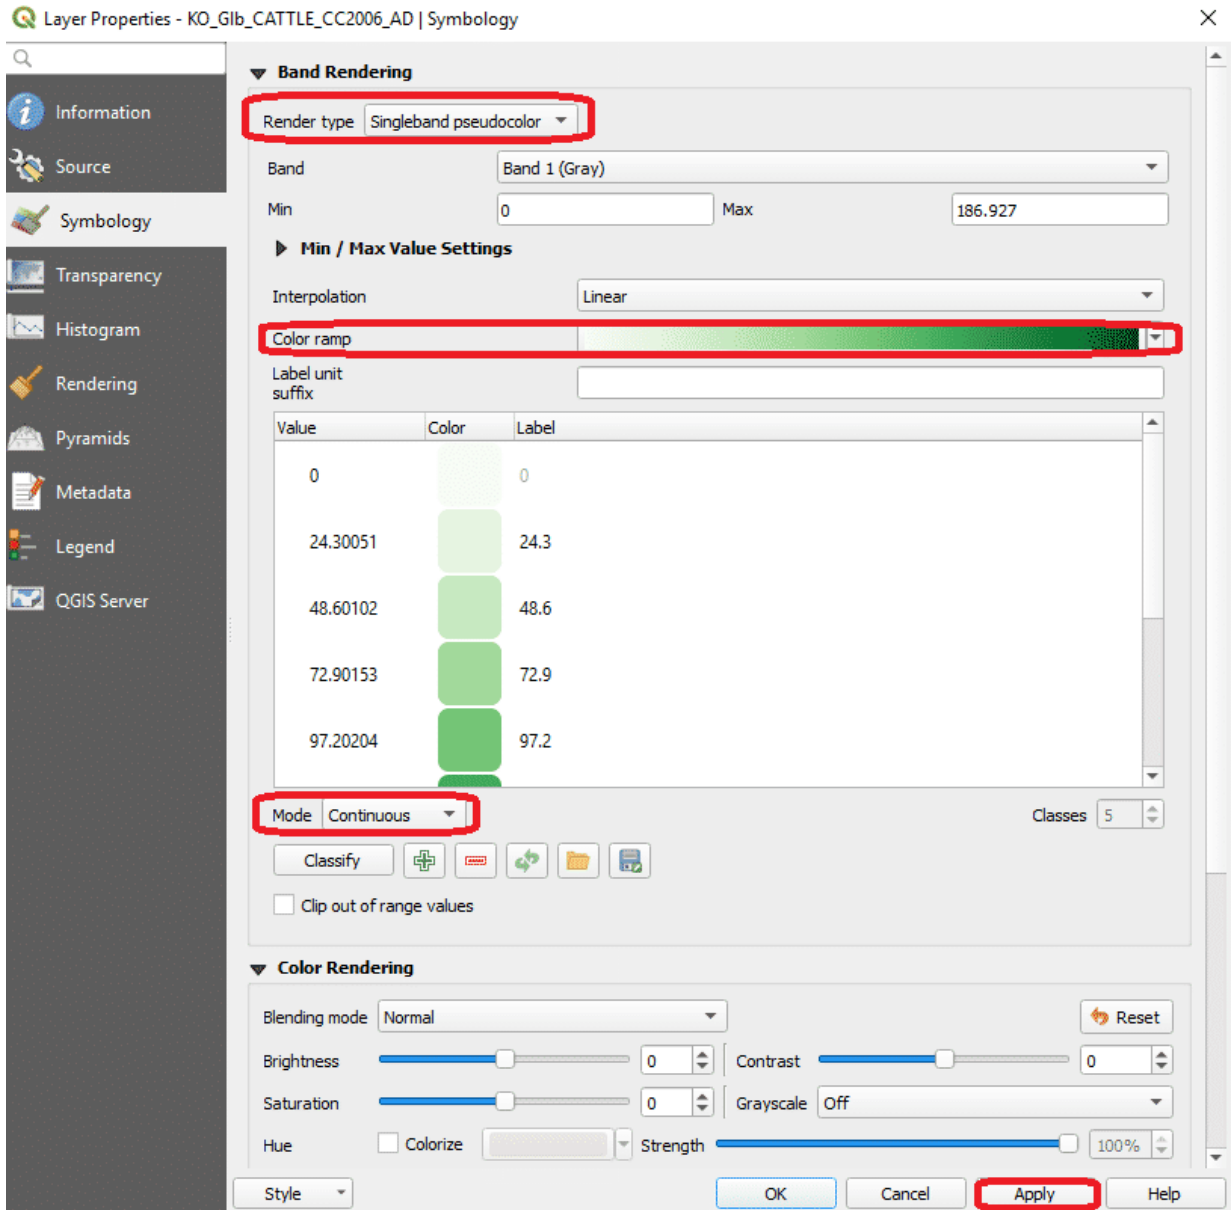 Layer Properties - KO_Glb_CATTLE_CC2006_AD | Symbology
Information
Source
Symbology
Transparency
Histogram
Rendering
Pyramids
Metadata
Legend
QGIS Server
Band Rendering
Render type Singleband pseudocolor
Band Band 1 (Gray)
Min 0 Max 186.927
Min / Max Value Settings
Interpolation Linear
Color ramp
Label unit
suffix
Value Color Label
0 0
24.30051 24.3
48.60102 48.6
72.90153 72.9
97.20204 97.2
Mode Continuous Classes 5
Classify
Clip out of range values
Color Rendering
Blending mode Normal Reset
Brightness 0 Contrast 0
Saturation 0 Grayscale Off
Hue Colorize Strength 100%
Style OK Cancel Apply Help